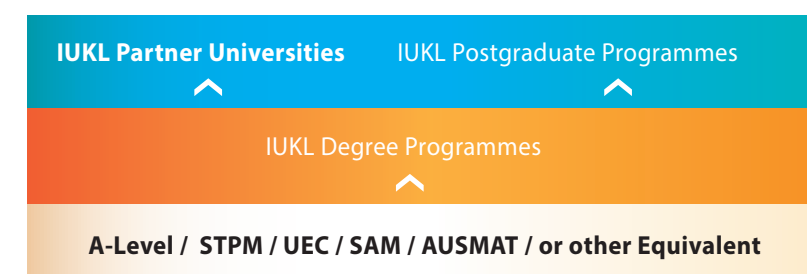 IUKL Partner Universities IUKL Postgraduate Programmes
IUKL Degree Programmes
A-Level / STPM / UEC / SAM / AUSMAT / or other Equivalent